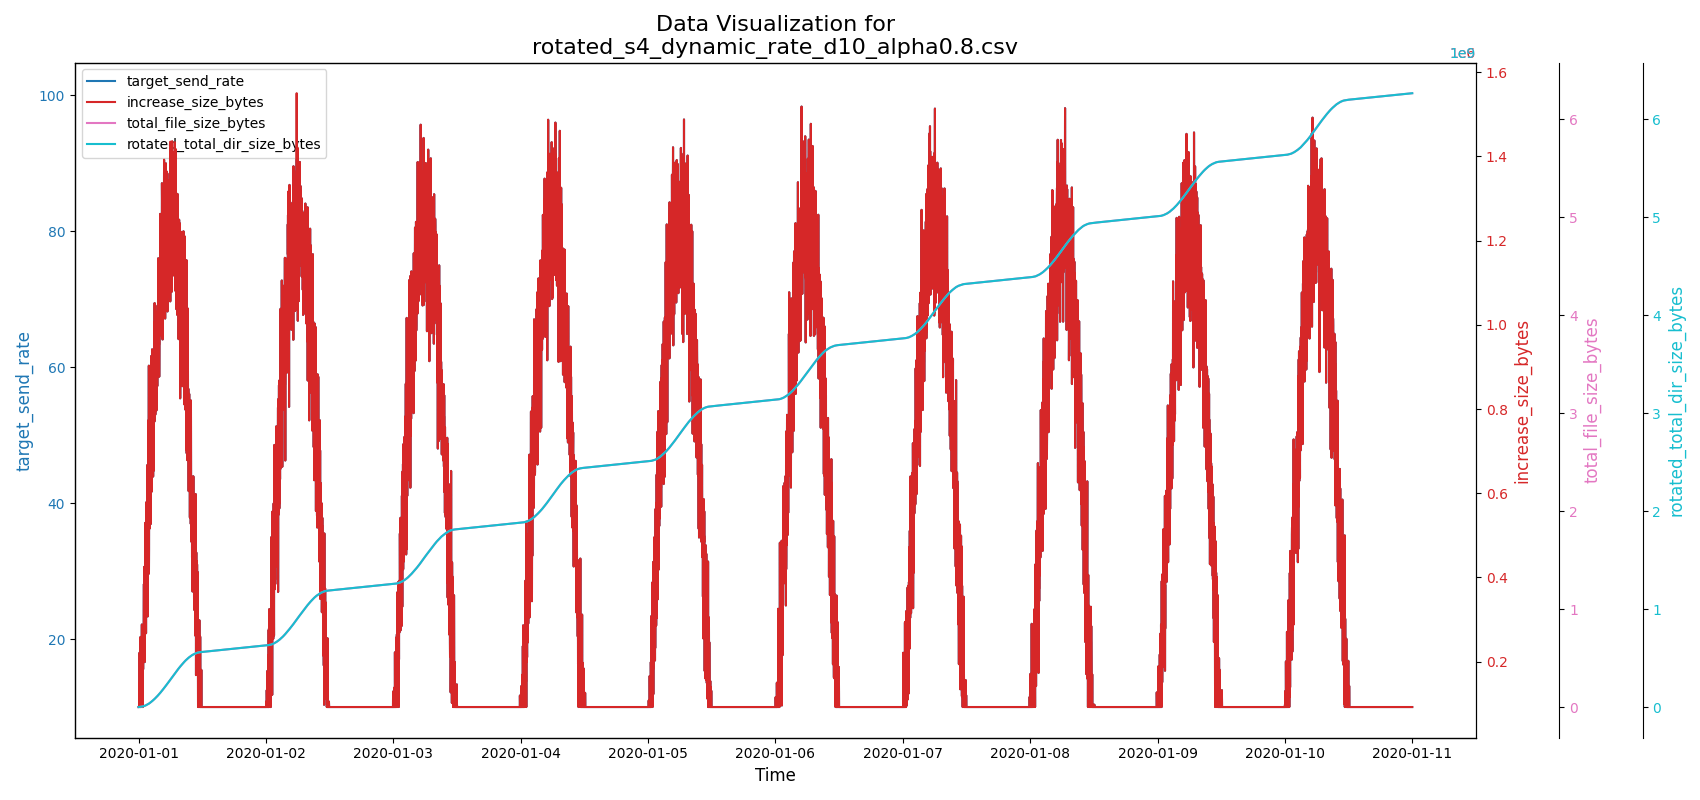 Data Visualization for
rotated_s4_dynamic_rate_d10_alpha0.8.csv
target_send_rate
increase_size_bytes
total_file_size_bytes
rotated_total_dir_size_bytes
target_send_rate
100
80
60
40
20
2020-01-01 2020-01-02 2020-01-03 2020-01-04 2020-01-05 2020-01-06 2020-01-07 2020-01-08 2020-01-09 2020-01-10 2020-01-11
Time
1.6
1.4
1.2
1.0
0.8
0.6
0.4
0.2
increase_size_bytes
6
5
4
3
2
1
0
total_file_size_bytes
6
5
4
3
2
1
0
rotated_total_dir_size_bytes